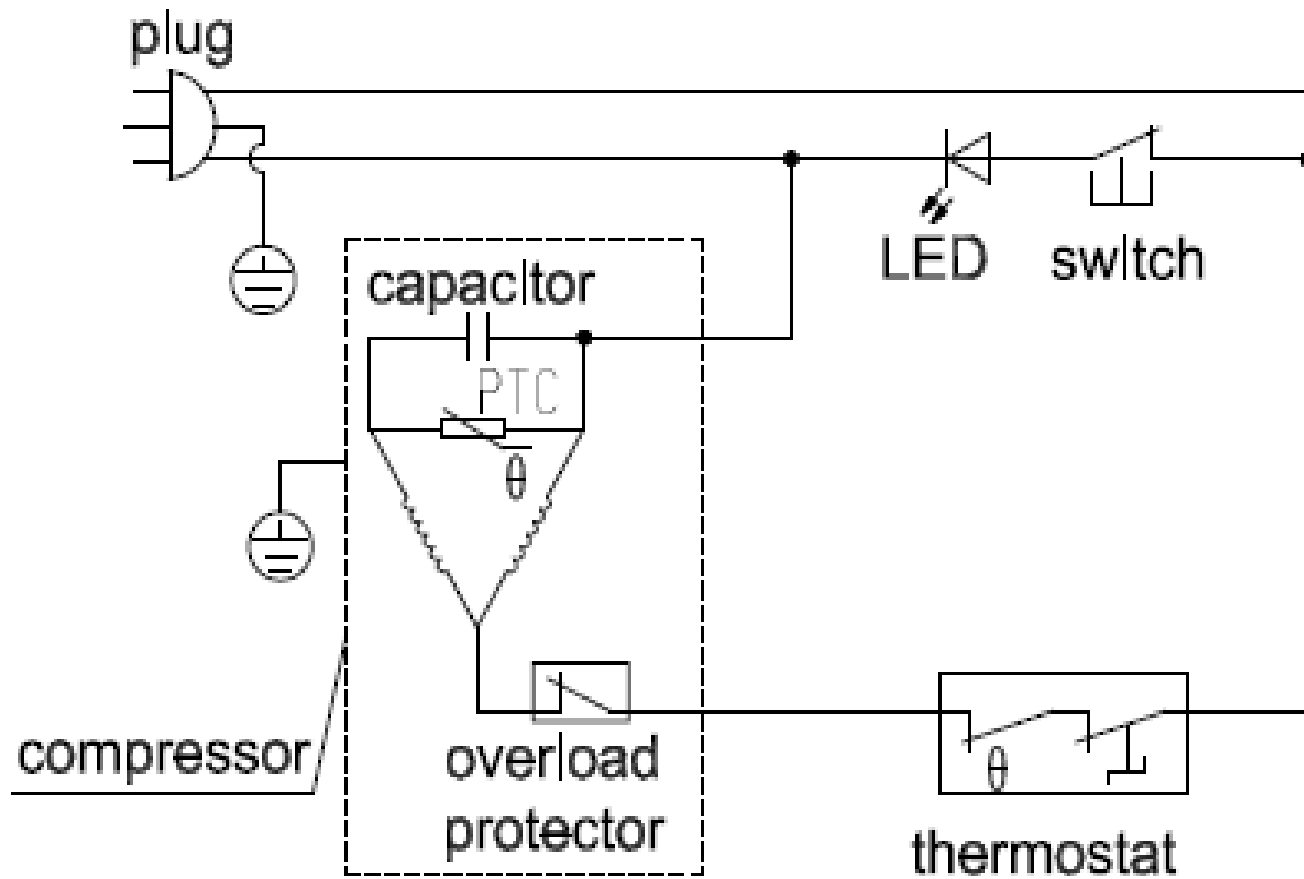 plug
LED
switch
capacitor
PTC
θ
compressor
overload
protector
θ
thermostat